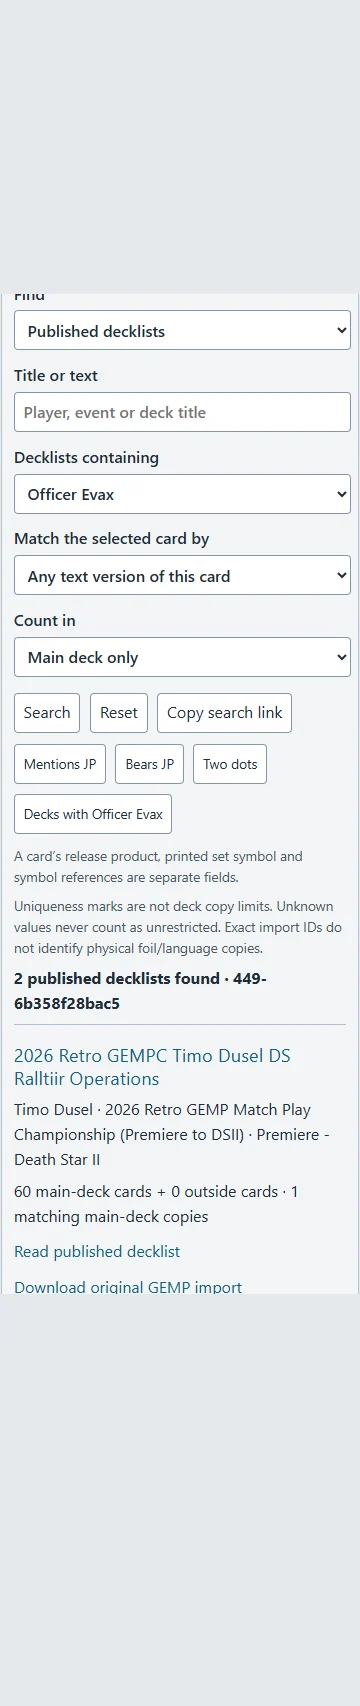 Find
Published decklists
Title or text
Player, event or deck title
Decklists containing
Officer Evax
Match the selected card by
Any text version of this card
Count in
Main deck only
Search Reset Copy search link
Mentions JP Bears JP Two dots
Decks with Officer Evax
A card's release product, printed set symbol and
symbol references are separate fields.
Uniqueness marks are not deck copy limits. Unknown
values never count as unrestricted. Exact import IDs do
not identify physical foil/language copies.
2 published decklists found · 449-
6b358f28bac5
2026 Retro GEMPC Timo Dusel DS
Ralltiir Operations
Timo Dusel · 2026 Retro GEMP Match Play
Championship (Premiere to DSII) · Premiere -
Death Star II
60 main-deck cards + 0 outside cards · 1
matching main-deck copies
Read published decklist
Download original GEMP import